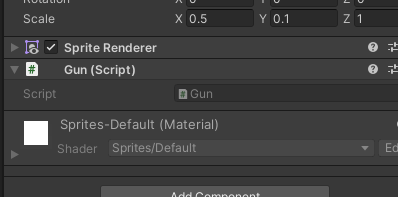 Scale X 0.5 Y 0.1 Z 1
Sprite Renderer
Gun (Script)
Script Gun
Sprites-Default (Material)
Shader Sprites/Default Ed
Add Component